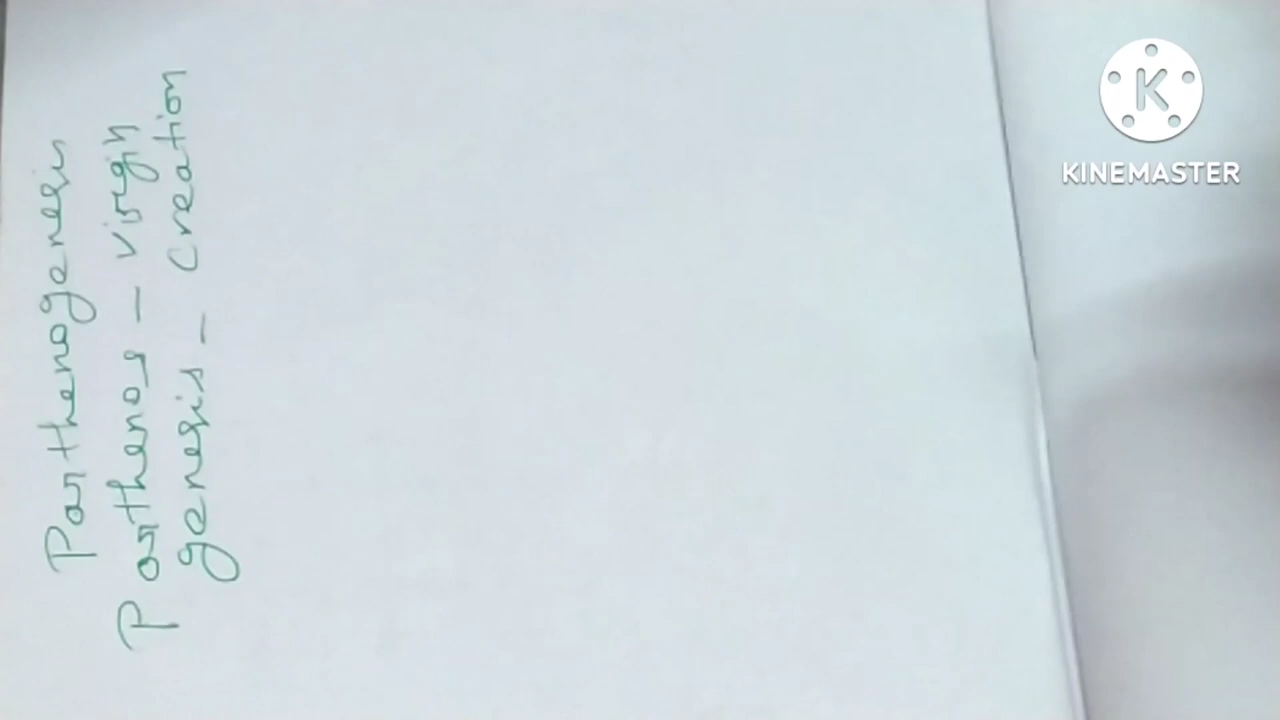 Parthenogenesis
Parthenos - virgin
genesis - creation
KINEMASTER